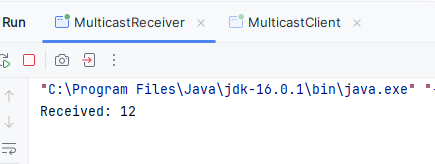 Run MulticastReceiver MulticastClient
"C:\Program Files\Java\jdk-16.0.1\bin\java.exe" "-
Received: 12